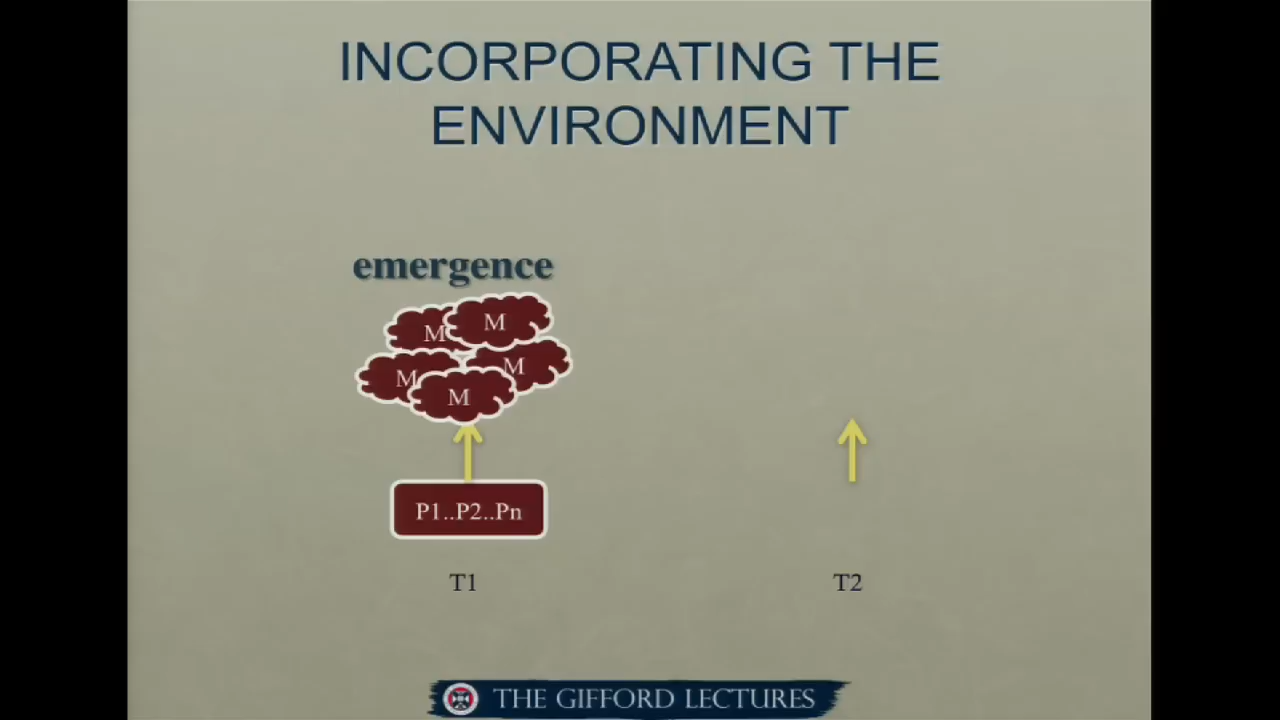 INCORPORATING THE
ENVIRONMENT
emergence
M
M
M
M
M
P1..P2..Pn
T1
T2
THE GIFFORD LECTURES